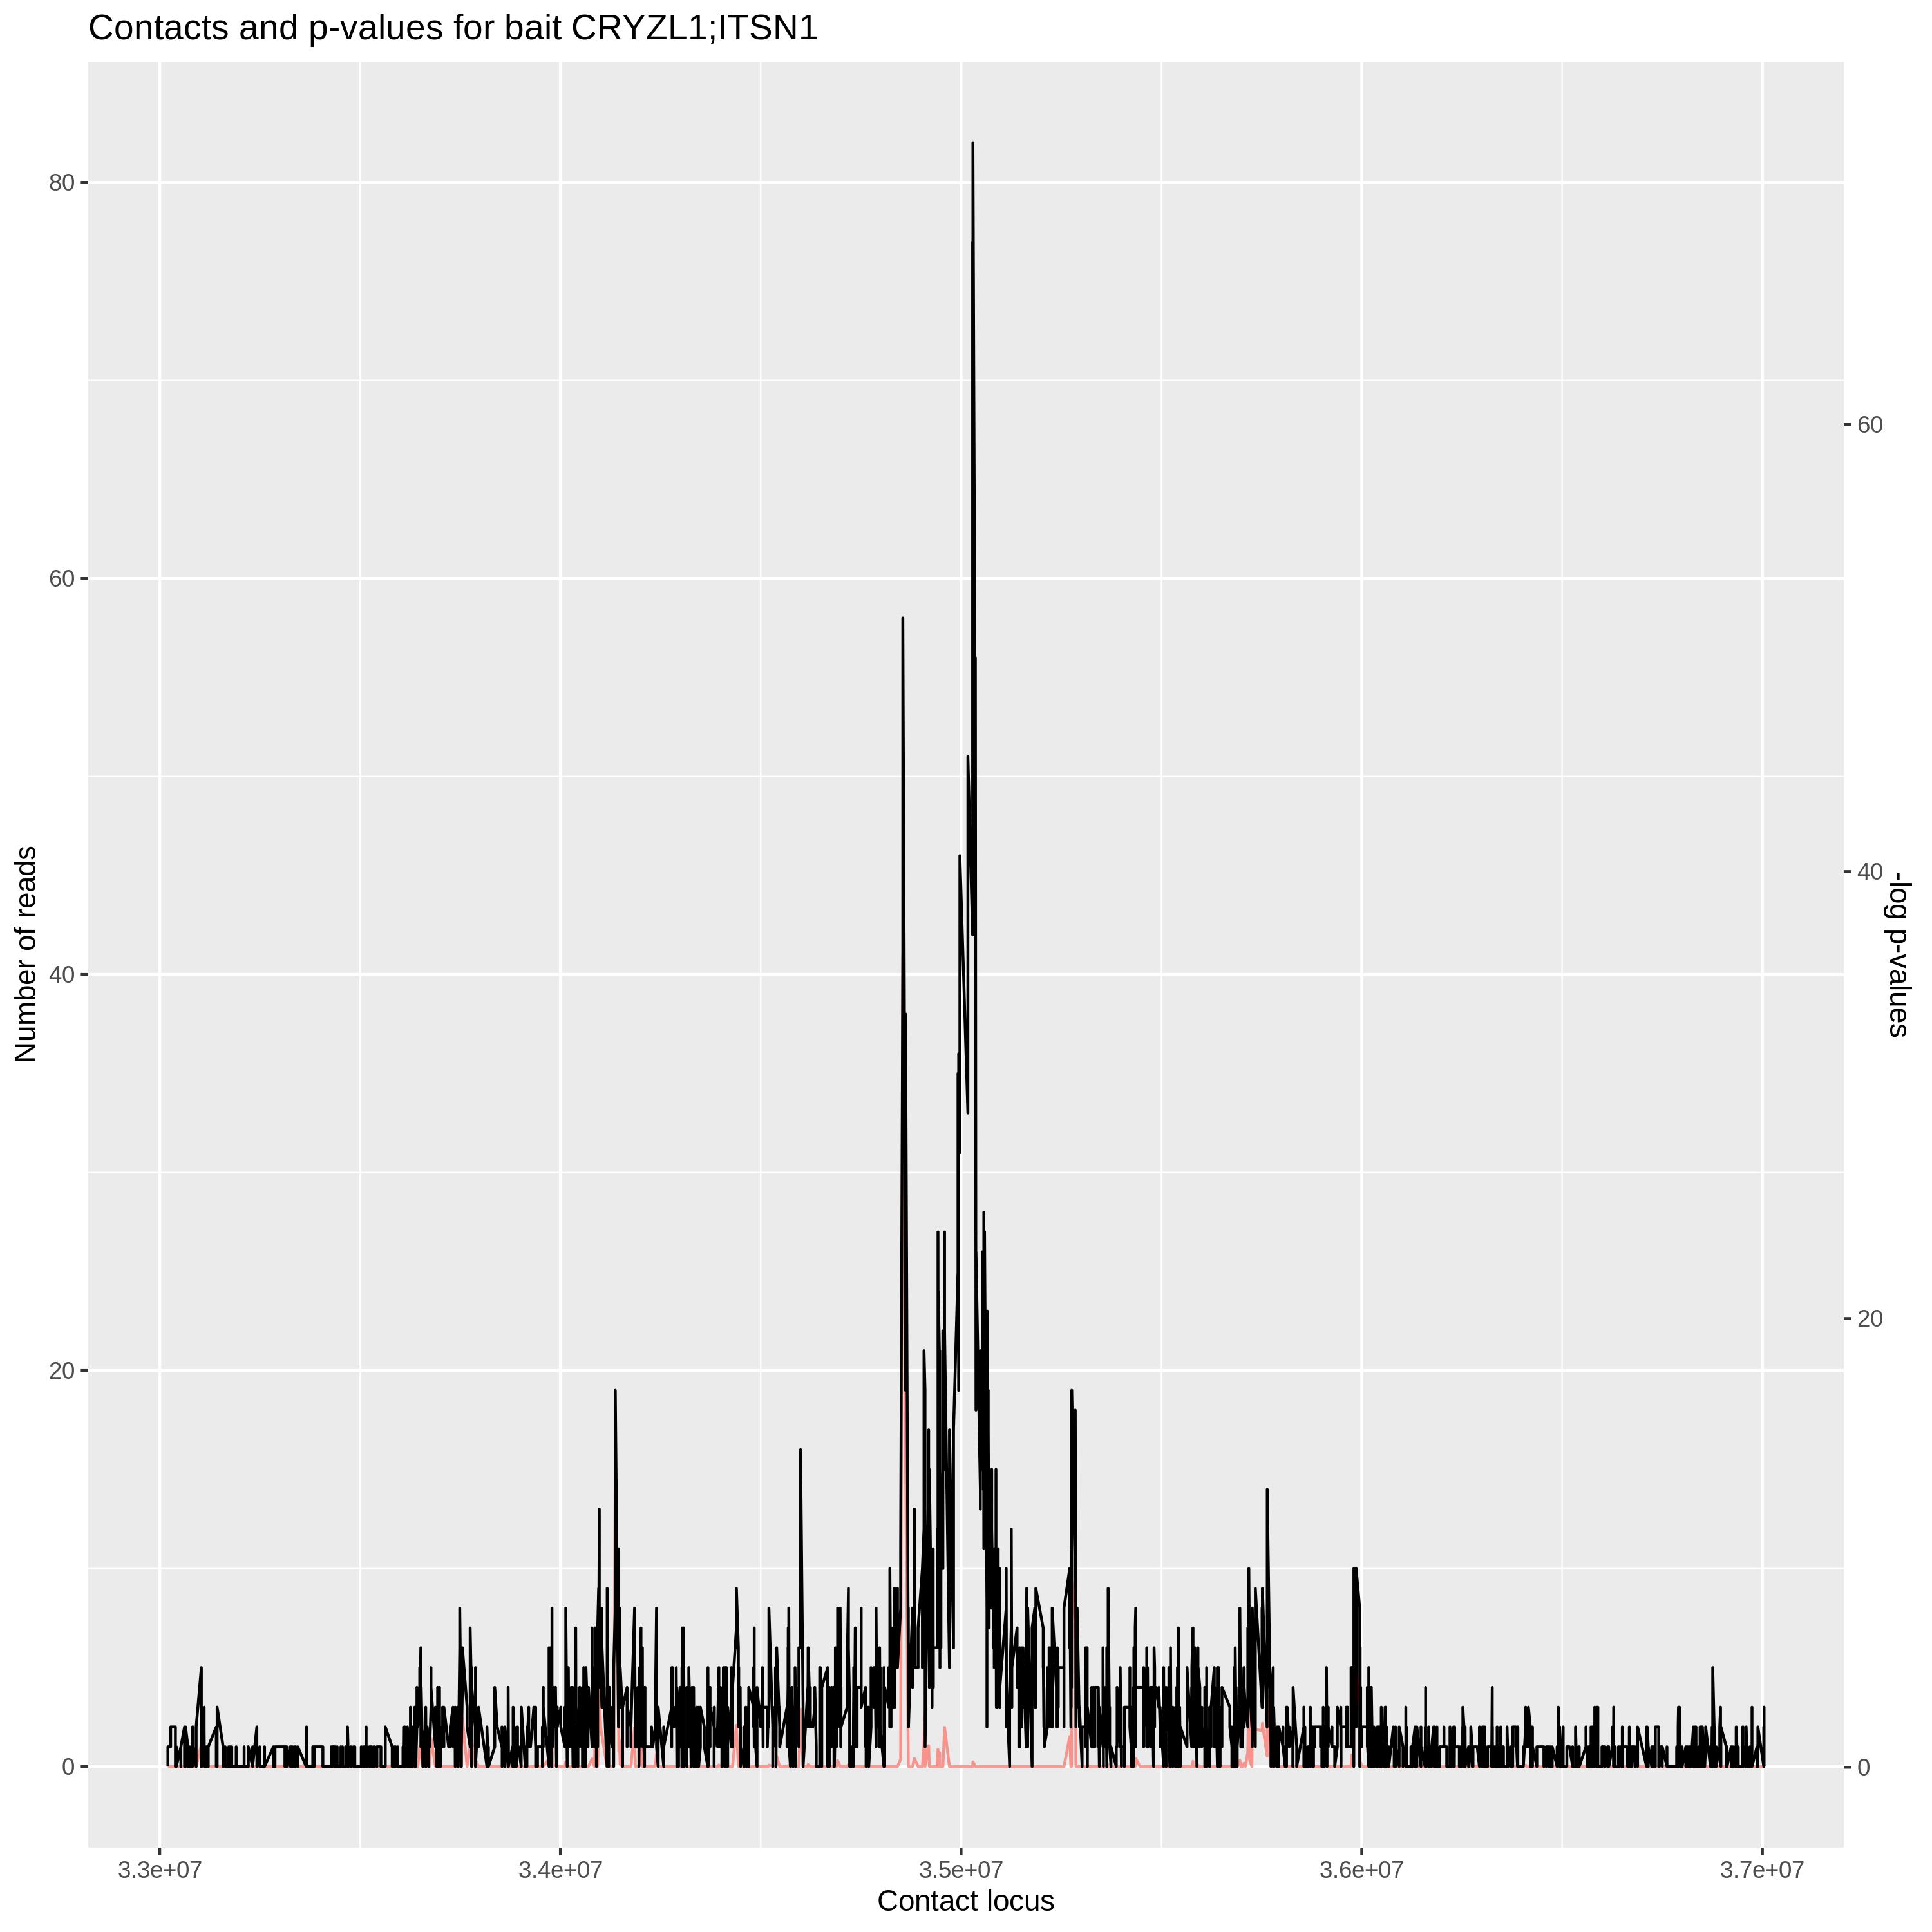 Contacts and p-values for bait CRYZL1;ITSN1
80
60
40
20
0
Number of reads
60
40
20
0
-log p-values
3.3e+07 3.4e+07 3.5e+07 3.6e+07 3.7e+07
Contact locus